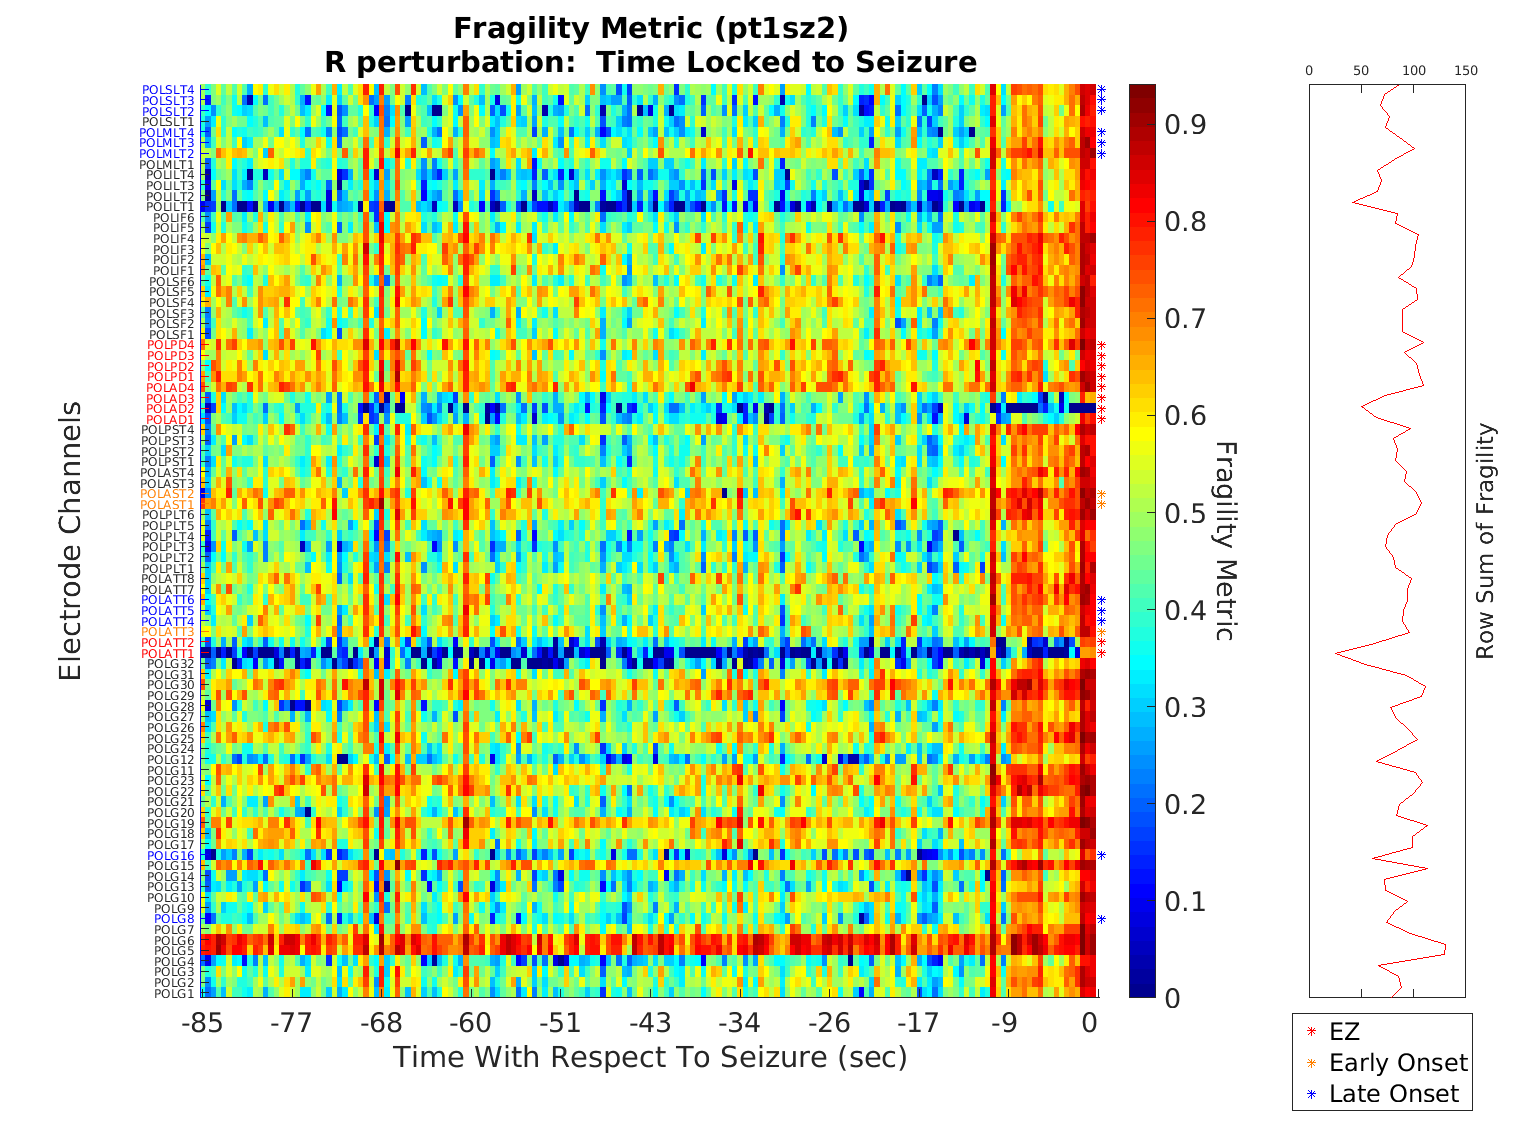 Fragility Metric (pt1sz2)
R perturbation:  Time Locked to Seizure
0 50 100 150
POLSLT4
POLSLT3
POLSLT2
POLSLT1
POLMLT4
POLMLT3
POLMLT2
POLMLT1
POLILT4
POLILT3
POLILT2
POLILT1
POLIF6
POLIF5
POLIF4
POLIF3
POLIF2
POLIF1
POLSF6
POLSF5
POLSF4
POLSF3
POLSF2
POLSF1
POLPD4
POLPD3
POLPD2
POLPD1
POLAD4
POLAD3
POLAD2
POLAD1
POLPST4
POLPST3
POLPST2
POLPST1
POLAST4
POLAST3
POLAST2
POLAST1
POLPLT6
POLPLT5
POLPLT4
POLPLT3
POLPLT2
POLPLT1
POLATT8
POLATT7
POLATT6
POLATT5
POLATT4
POLATT3
POLATT2
POLATT1
POLG32
POLG31
POLG30
POLG29
POLG28
POLG27
POLG26
POLG25
POLG24
POLG12
POLG11
POLG23
POLG22
POLG21
POLG20
POLG19
POLG18
POLG17
POLG16
POLG15
POLG14
POLG13
POLG10
POLG9
POLG8
POLG7
POLG6
POLG5
POLG4
POLG3
POLG2
POLG1
Electrode Channels
-85 -77 -68 -60 -51 -43 -34 -26 -17 -9 0
Time With Respect To Seizure (sec)
0.9
0.8
0.7
0.6
0.5
0.4
0.3
0.2
0.1
0
Fragility Metric
Row Sum of Fragility
EZ
Early Onset
Late Onset